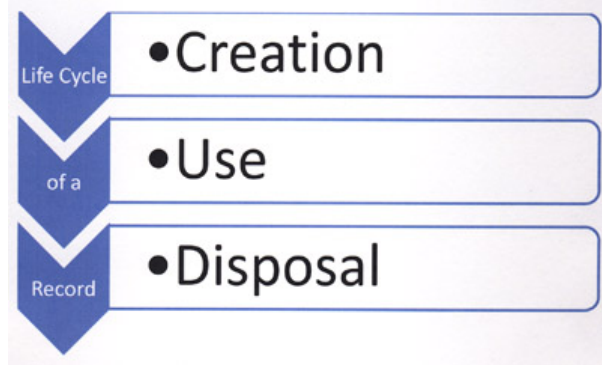 Life Cycle
•Creation
of a
•Use
Record
•Disposal